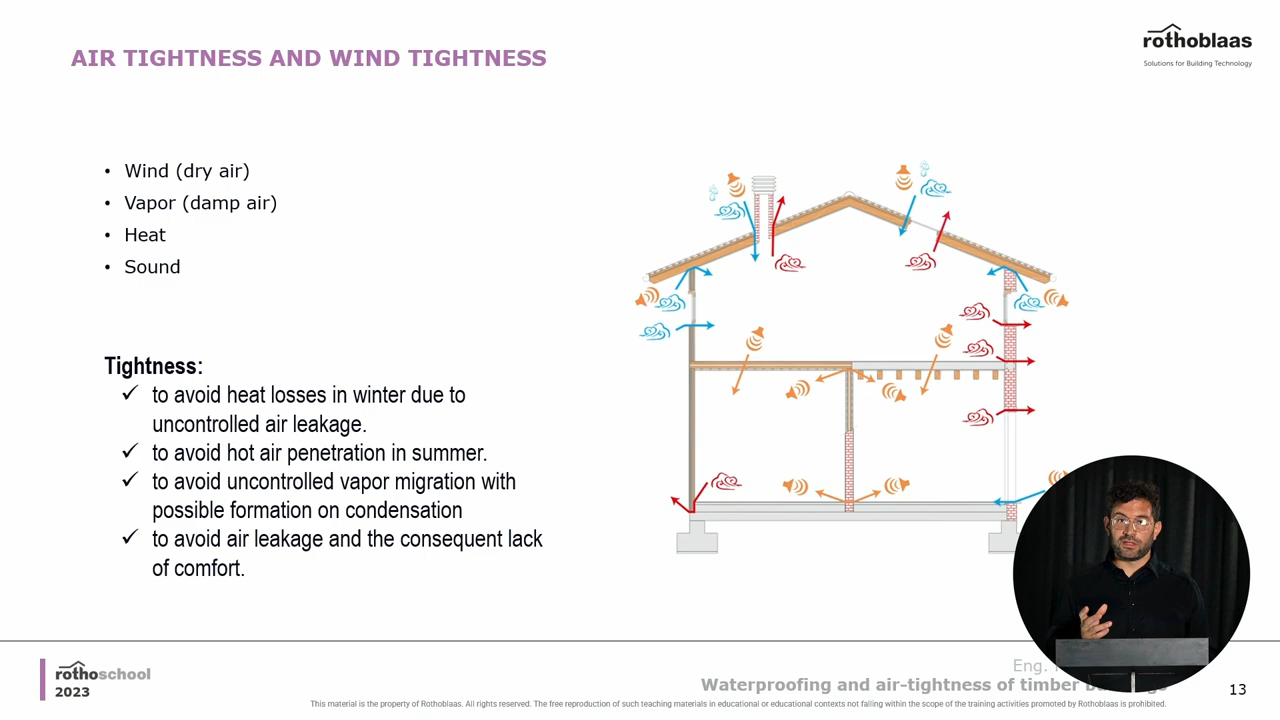 AIR TIGHTNESS AND WIND TIGHTNESS
rothoblaas
Solutions for Building Technology
• Wind (dry air)
• Vapor (damp air)
• Heat
• Sound
Tightness:
✓ to avoid heat losses in winter due to
uncontrolled air leakage.
✓ to avoid hot air penetration in summer.
✓ to avoid uncontrolled vapor migration with
possible formation on condensation
✓ to avoid air leakage and the consequent lack
of comfort.
rothoschool
2023
Eng.
Waterproofing and air-tightness of timber
This material is the property of Rothoblaas. All rights reserved. The free reproduction of such teaching materials in educational or educational contexts not falling within the scope of the training activities promoted by Rothoblaas is prohibited.
13